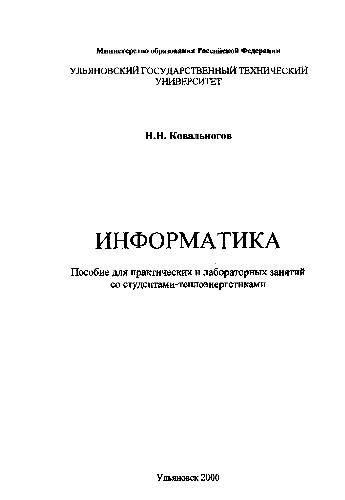 Министерство образования Российской Федерации
УЛЬЯНОВСКИЙ ГОСУДАРСТВЕННЫЙ ТЕХНИЧЕСКИЙ
УНИВЕРСИТЕТ
Н.Н. Ковальногов
ИНФОРМАТИКА
Пособие для практических и лабораторных занятий
со студентами-теплоэнергетиками
Ульяновск 2000